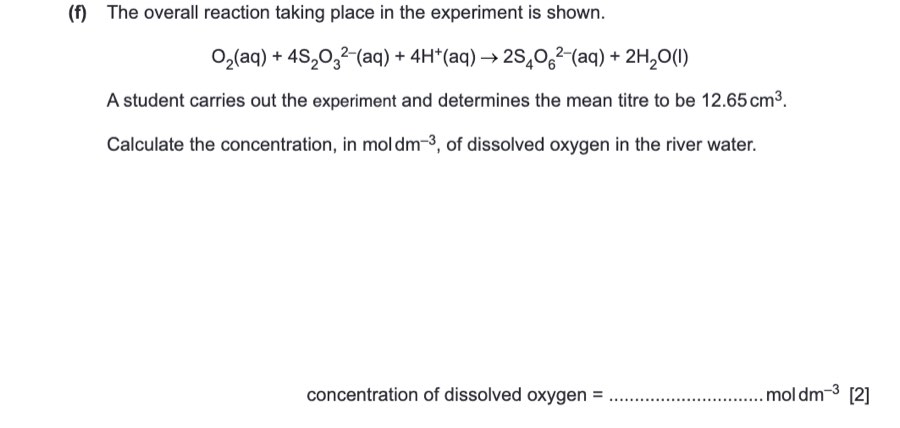 (f) The overall reaction taking place in the experiment is shown.
O₂(aq) + 4S₂O₃²⁻(aq) + 4H⁺(aq) → 2S₄O₆²⁻(aq) + 2H₂O(l)
A student carries out the experiment and determines the mean titre to be 12.65 cm³.
Calculate the concentration, in mol dm⁻³, of dissolved oxygen in the river water.
concentration of dissolved oxygen = .............................. mol dm⁻³ [2]